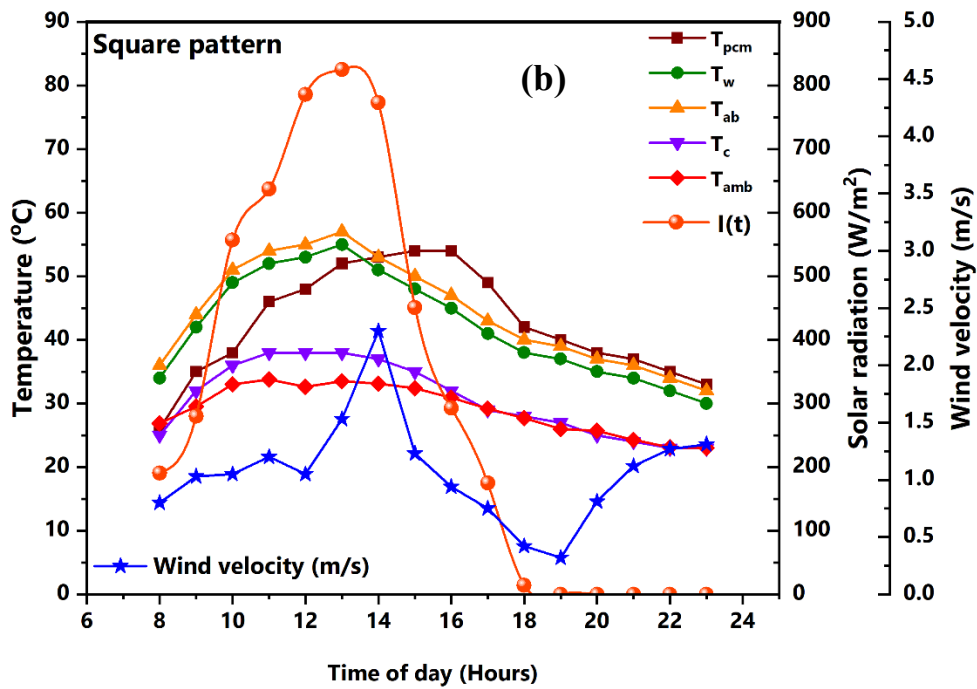 Square pattern
(b)
T_pcm
T_w
T_ab
T_c
T_amb
I(t)
Wind velocity (m/s)
Temperature (°C)
90
80
70
60
50
40
30
20
10
0
Solar radiation (W/m²)
900
800
700
600
500
400
300
200
100
0
Wind velocity (m/s)
5.0
4.5
4.0
3.5
3.0
2.5
2.0
1.5
1.0
0.5
0.0
6 8 10 12 14 16 18 20 22 24
Time of day (Hours)